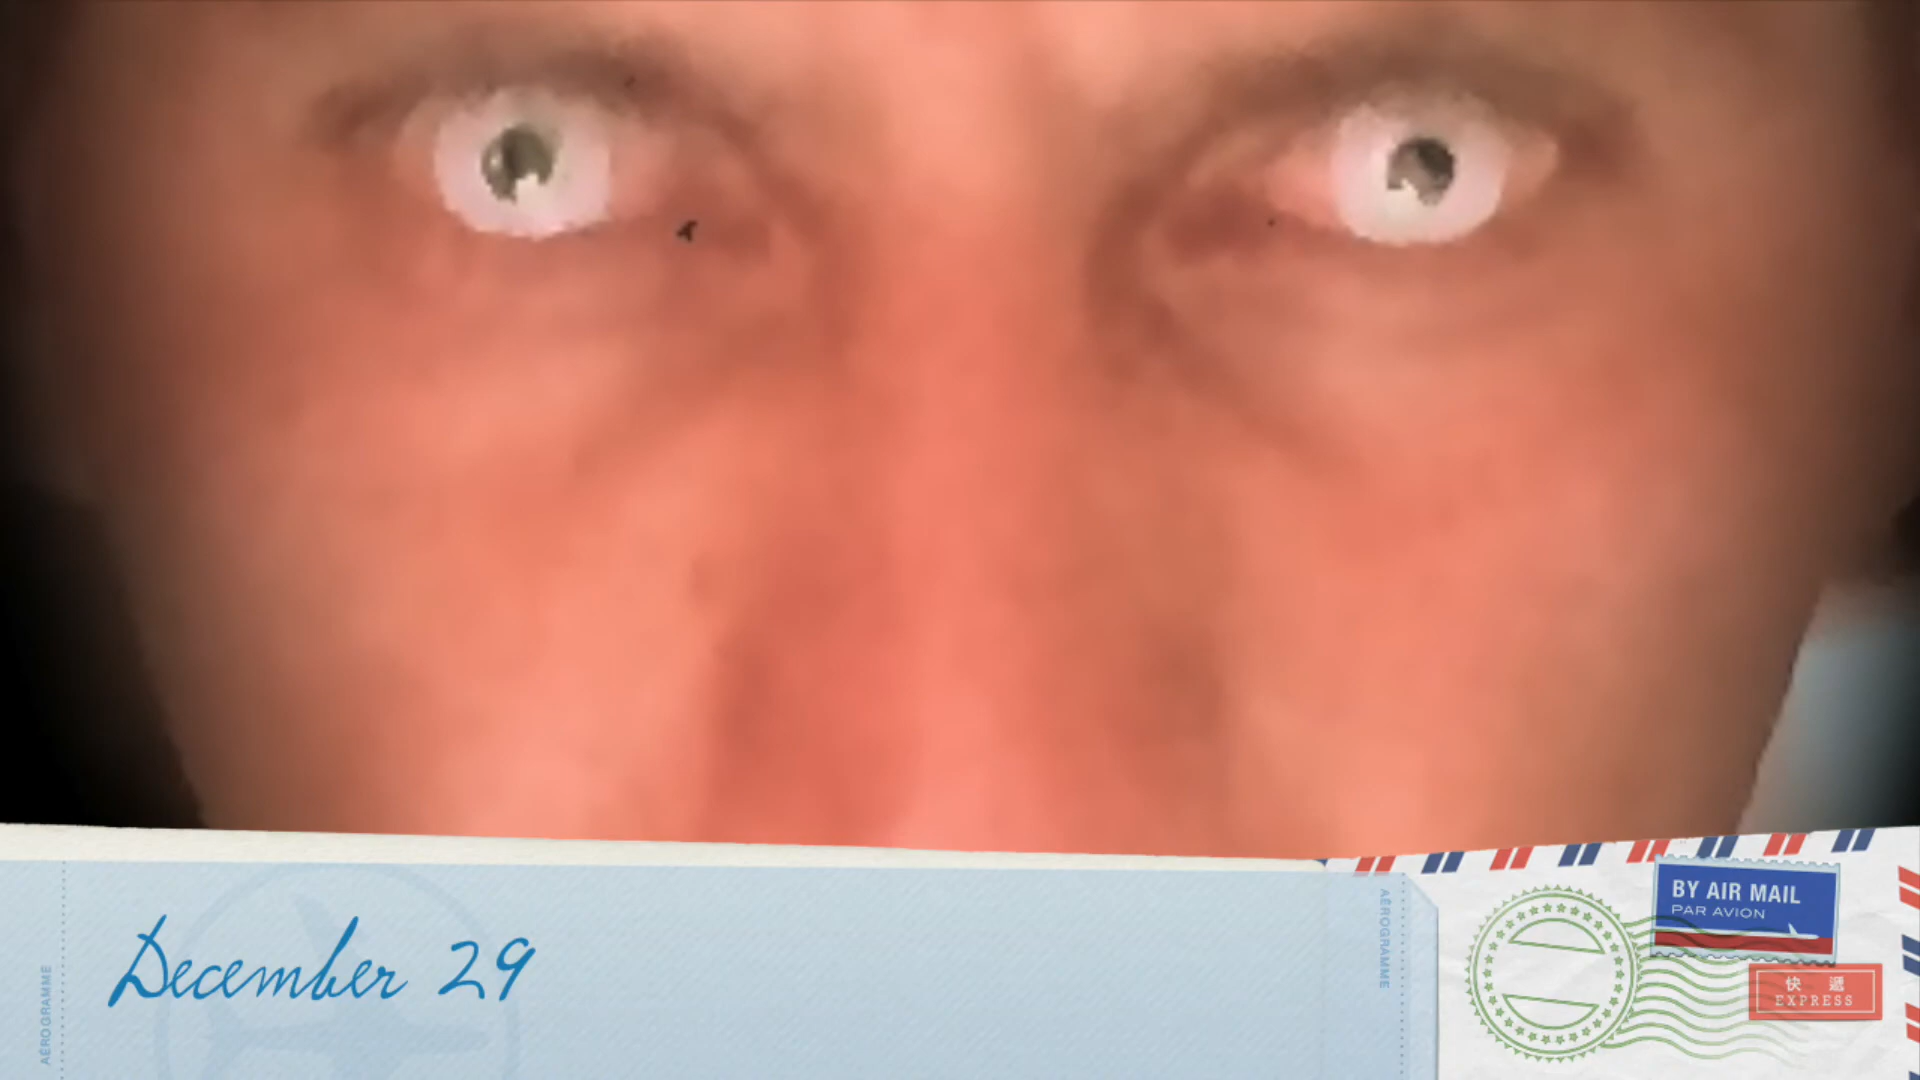 December 29
AÉROGRAMME
AÉROGRAMME
BY AIR MAIL
PAR AVION
快遞
EXPRESS